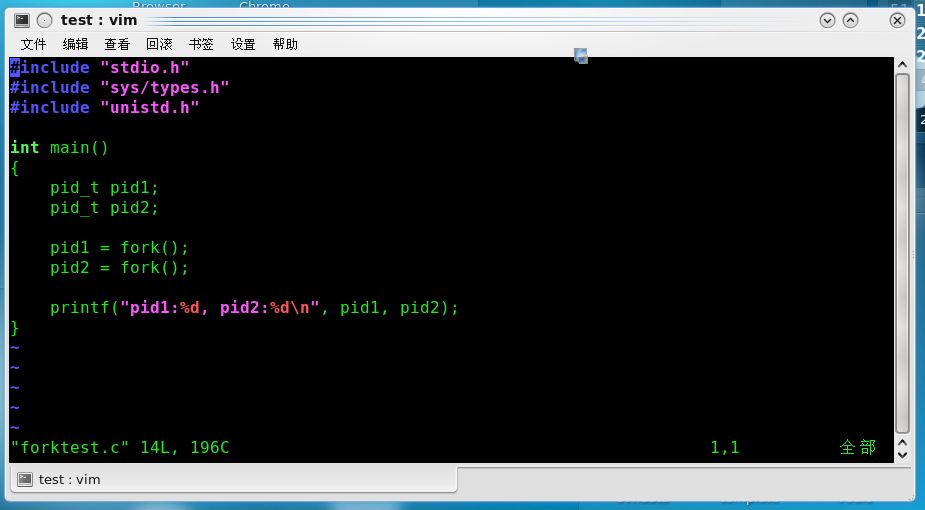 Browser Chrome
test : vim
文件 编辑 查看 回滚 书签 设置 帮助
#include "stdio.h"
#include "sys/types.h"
#include "unistd.h"
int main()
{
    pid_t pid1;
    pid_t pid2;
    pid1 = fork();
    pid2 = fork();
    printf("pid1:%d, pid2:%d\n", pid1, pid2);
}
~
~
~
~
~
"forktest.c" 14L, 196C 1,1 全部
test : vim